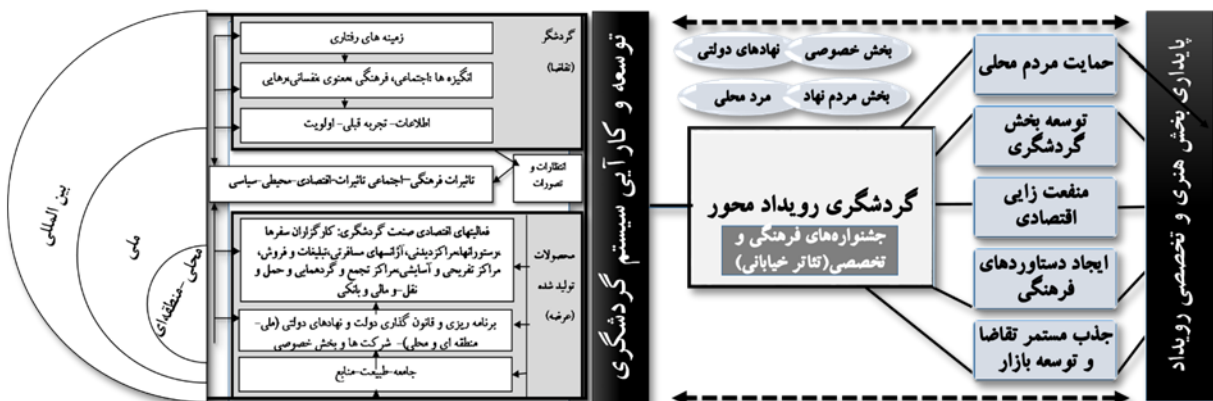 پایداری بخش هنری و تخصصی رویداد
حمایت مردم محلی
توسعه بخش
گردشگری
منفعت زایی
اقتصادی
ایجاد دستاوردهای
فرهنگی
جذب مستمر تقاضا
و توسعه بازار
بخش خصوصی
نهادهای دولتی
بخش مردم نهاد
مرد محلی
گردشگری رویداد محور
جشنواره‌های فرهنگی و
تخصصی(تئاتر خیابانی)
توسعه و کارآیی سیستم گردشگری
گردشگر
(تقاضا)
زمینه های رفتاری
انگیزه ها :اجتماعی، فرهنگی ،معنوی ،نفسانی،رهایی
اطلاعات- تجربه قبلی- اولویت
انتظارات و
تصورات
تاثیرات فرهنگی-اجتماعی تاثیرات-اقتصادی-محیطی-سیاسی
محصولات
تولید شده
(عرضه)
فعالیتهای اقتصادی صنعت گردشگری: کارگزاران سفرها
،رستورانها،مراکزدیدنی،آژانسهای مسافرتی،تبلیغات و فروش،
مراکز تفریحی و آسایشی،مراکز تجمع و گردهمایی و حمل و
نقل-و مالی و بانکی
برنامه ریزی و قانون گذاری دولت و نهادهای دولتی (ملی-
منطقه ای و محلی)- شرکت ها و بخش خصوصی
جامعه-طبیعت-منابع
بین المللی
ملی
محلی-منطقه‌ای